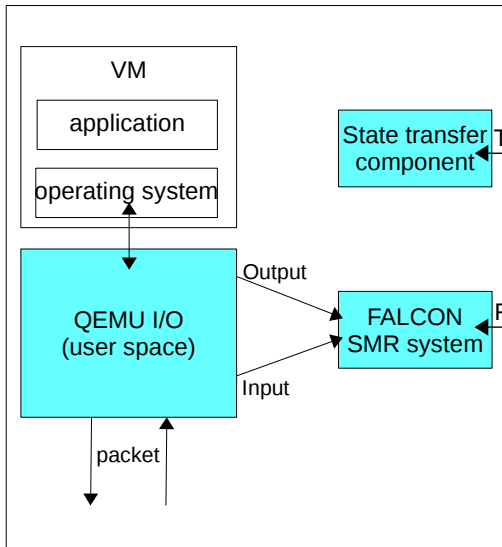 VM
application
operating system
State transfer
component
T
QEMU I/O
(user space)
Output
Input
FALCON
SMR system
packet